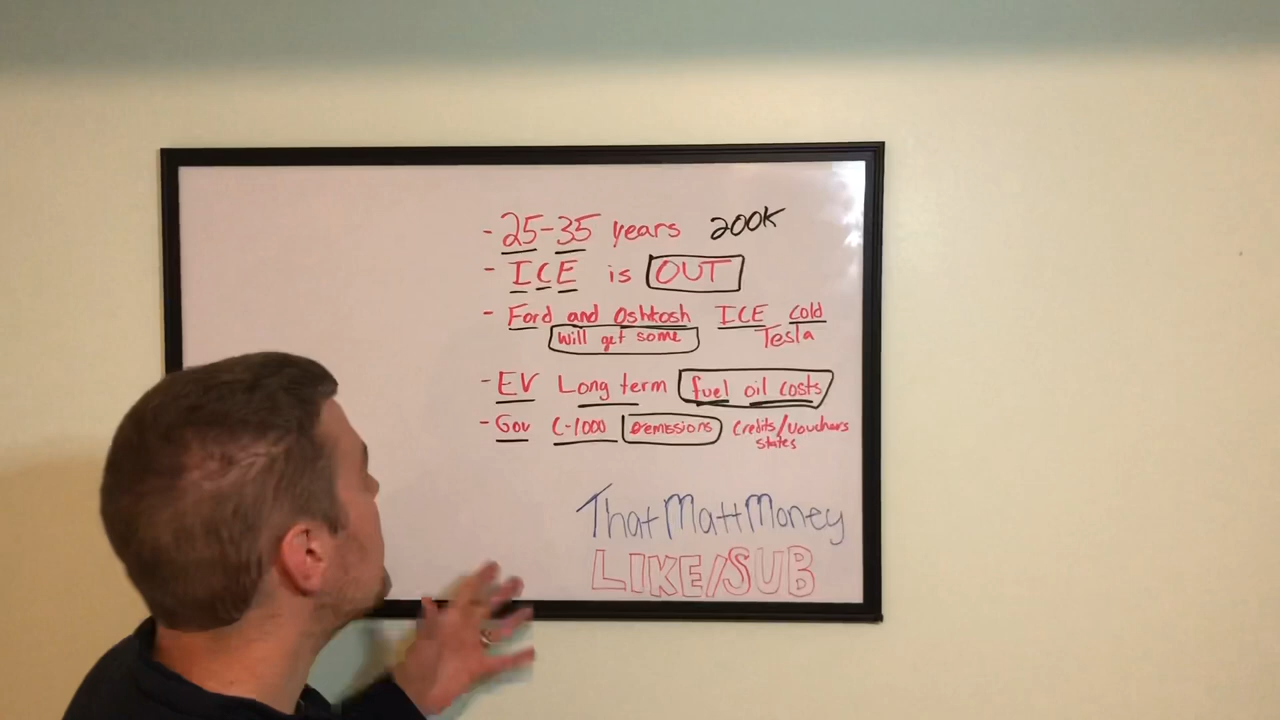 - 25-35 years 200K
- ICE is OUT
- Ford and Oshkosh ICE cold
Will get some Tesla
- EV Long term fuel oil costs
- Gov C-1000 emissions Credits/Vouchers
states
ThatMattMoney
LIKE/SUB